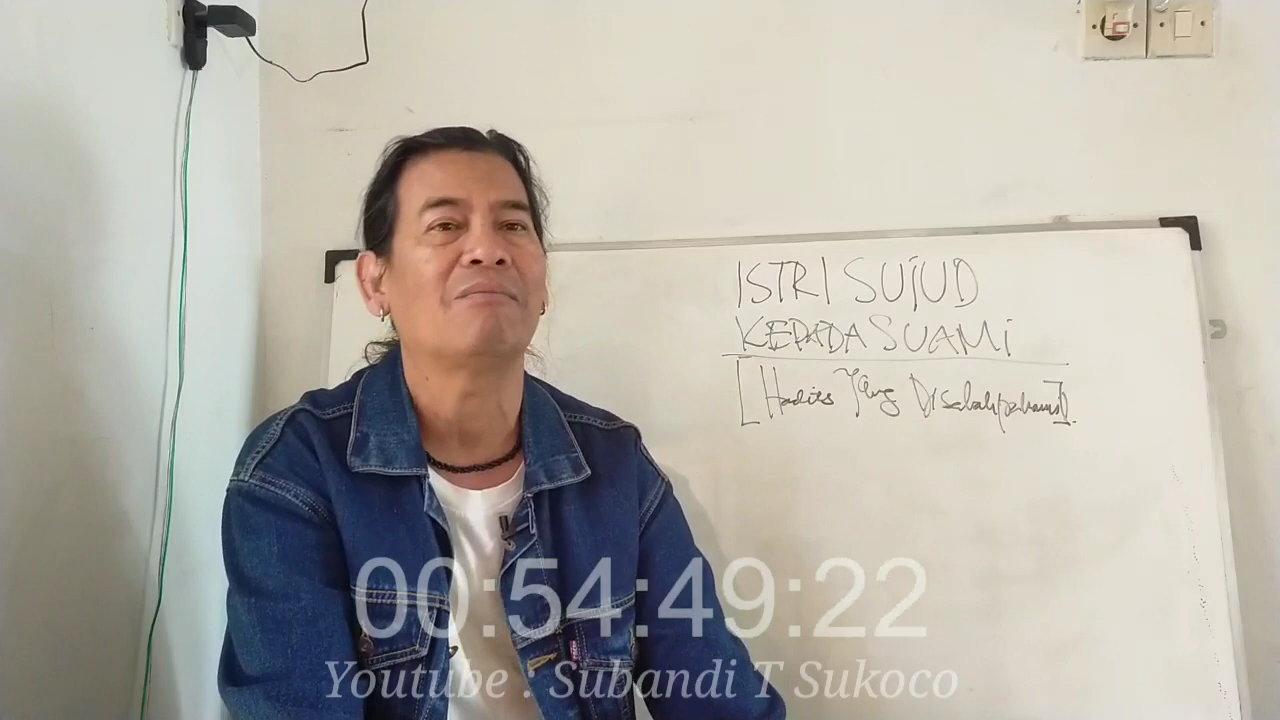 ISTRI SUJUD
KEPADA SUAMI
[Hadits Yang Disalahpahami].
00:54:49:22
Youtube : Subandi T Sukoco